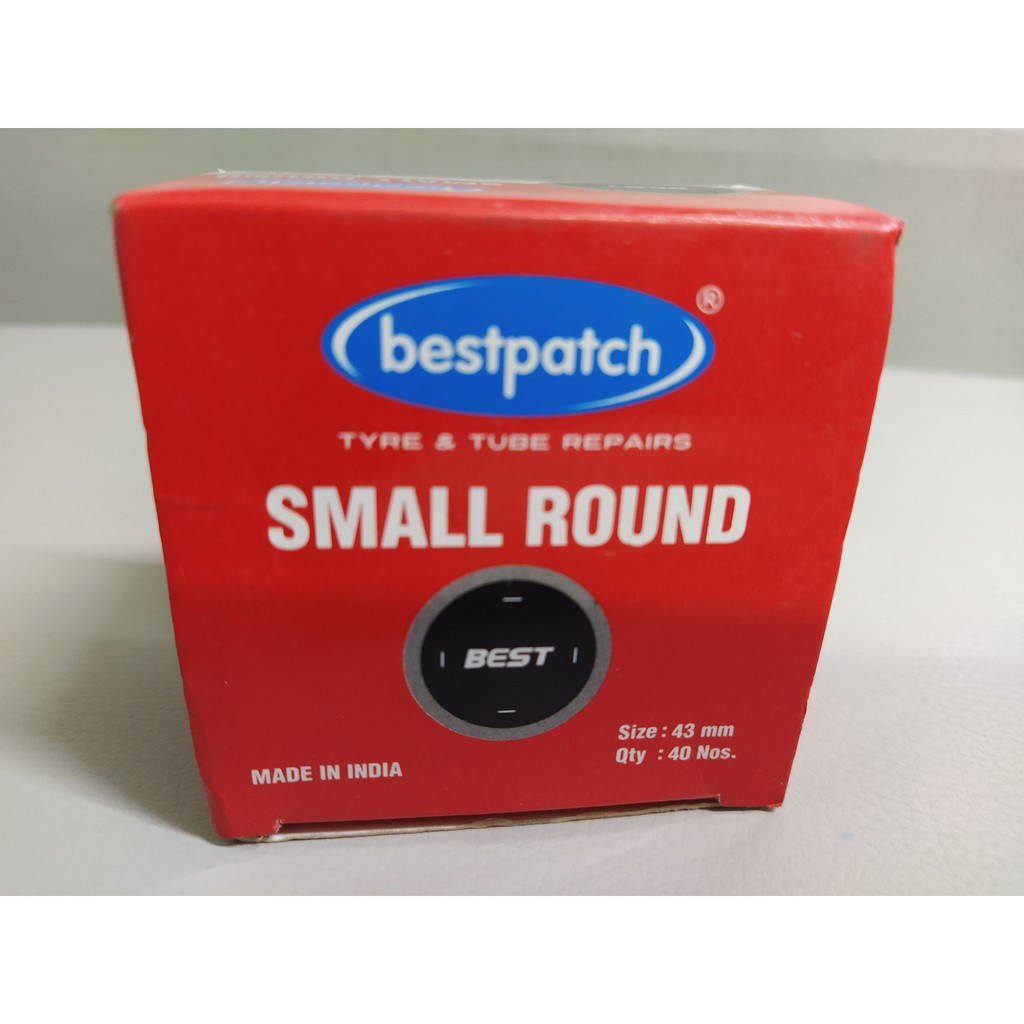 bestpatch ®
TYRE & TUBE REPAIRS
SMALL ROUND
BEST
Size : 43 mm
Qty : 40 Nos.
MADE IN INDIA